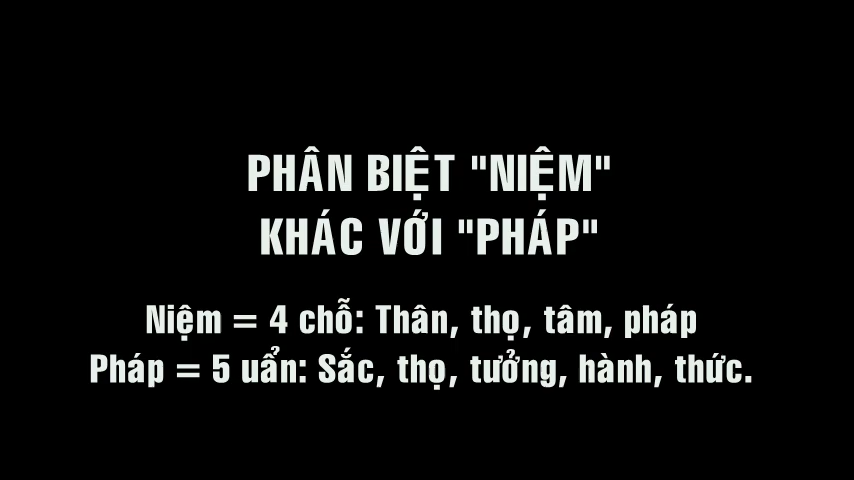 PHÂN BIỆT "NIỆM"
KHÁC VỚI "PHÁP"
Niệm = 4 chỗ: Thân, thọ, tâm, pháp
Pháp = 5 uẩn: Sắc, thọ, tưởng, hành, thức.